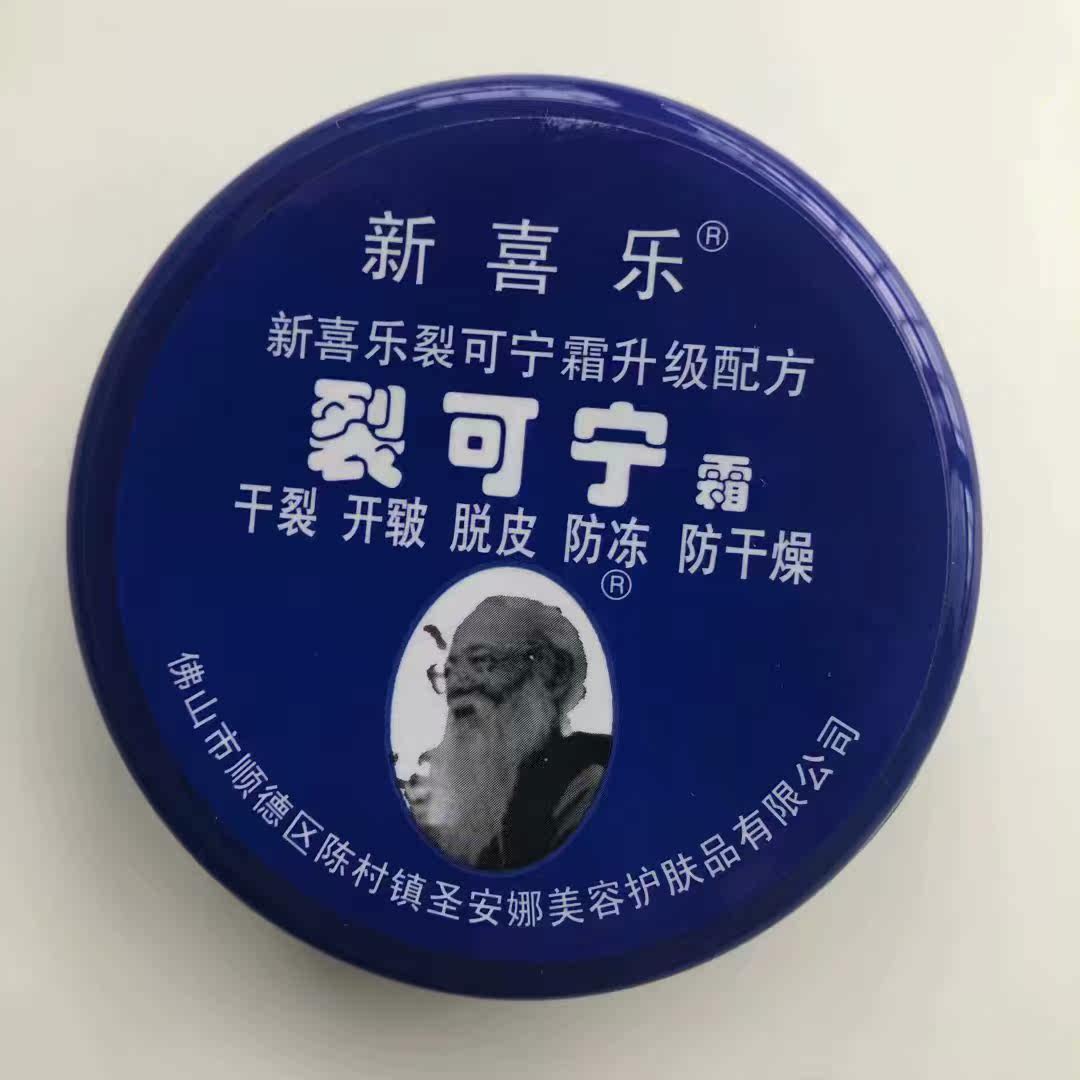 新喜乐®
新喜乐裂可宁霜升级配方
裂可宁霜
干裂 开皲 脱皮 防冻 防干燥
®
佛山市顺德区陈村镇圣安娜美容护肤品有限公司